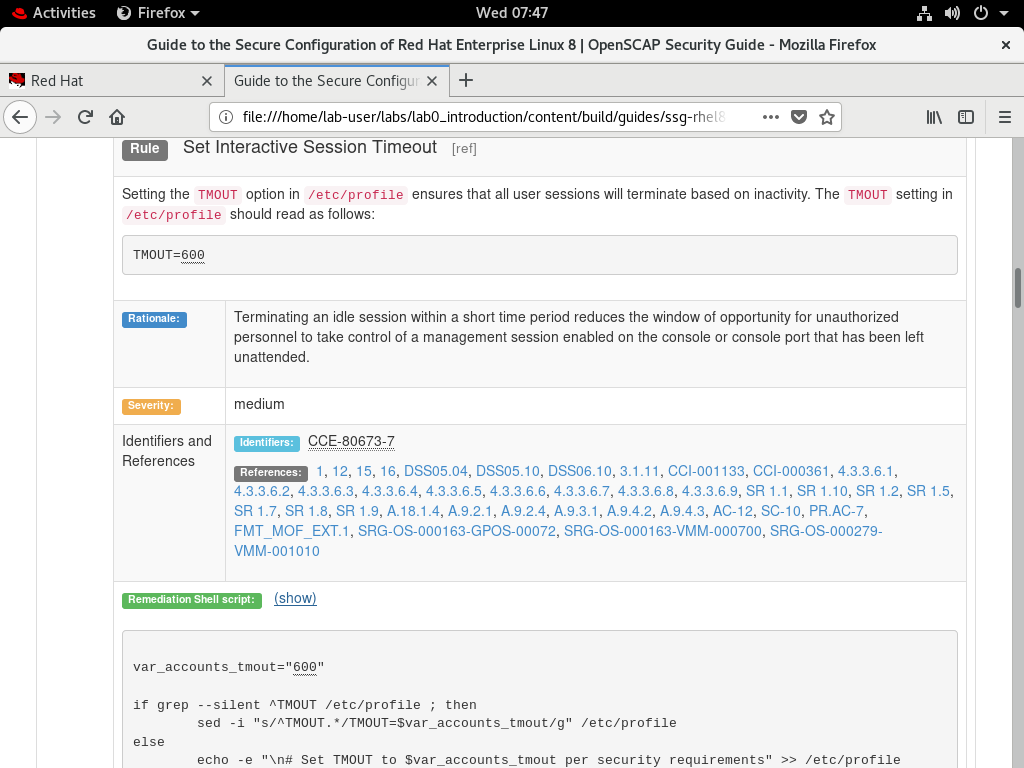 Activities Firefox Wed 07:47
Guide to the Secure Configuration of Red Hat Enterprise Linux 8 | OpenSCAP Security Guide - Mozilla Firefox
Red Hat Guide to the Secure Configur
file:///home/lab-user/labs/lab0_introduction/content/build/guides/ssg-rhel8
Rule Set Interactive Session Timeout [ref]
Setting the TMOUT option in /etc/profile ensures that all user sessions will terminate based on inactivity. The TMOUT setting in
/etc/profile should read as follows:
TMOUT=600
Rationale: Terminating an idle session within a short time period reduces the window of opportunity for unauthorized
personnel to take control of a management session enabled on the console or console port that has been left
unattended.
Severity: medium
Identifiers and
References
Identifiers: CCE-80673-7
References: 1, 12, 15, 16, DSS05.04, DSS05.10, DSS06.10, 3.1.11, CCI-001133, CCI-000361, 4.3.3.6.1,
4.3.3.6.2, 4.3.3.6.3, 4.3.3.6.4, 4.3.3.6.5, 4.3.3.6.6, 4.3.3.6.7, 4.3.3.6.8, 4.3.3.6.9, SR 1.1, SR 1.10, SR 1.2, SR 1.5,
SR 1.7, SR 1.8, SR 1.9, A.18.1.4, A.9.2.1, A.9.2.4, A.9.3.1, A.9.4.2, A.9.4.3, AC-12, SC-10, PR.AC-7,
FMT_MOF_EXT.1, SRG-OS-000163-GPOS-00072, SRG-OS-000163-VMM-000700, SRG-OS-000279-
VMM-001010
Remediation Shell script: (show)
var_accounts_tmout="600"
if grep --silent ^TMOUT /etc/profile ; then
sed -i "s/^TMOUT.*/TMOUT=$var_accounts_tmout/g" /etc/profile
else
echo -e "\n# Set TMOUT to $var_accounts_tmout per security requirements" >> /etc/profile